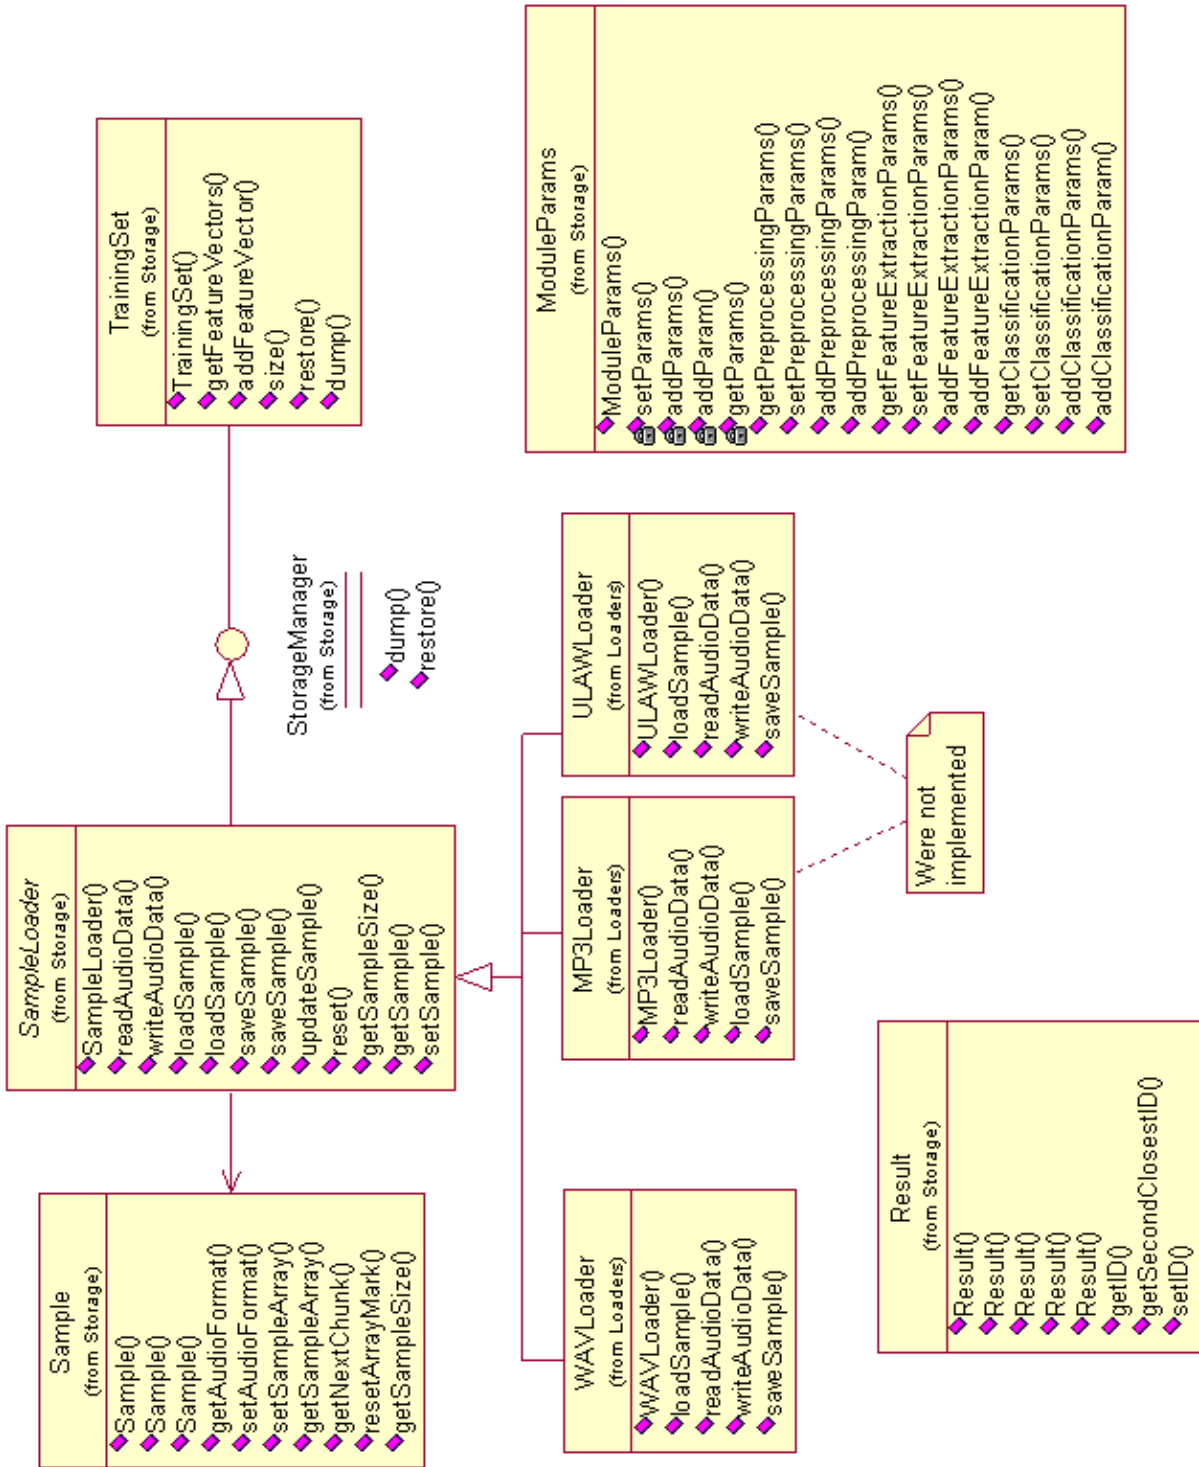 Sample
(from Storage)
Sample()
Sample()
Sample()
getAudioFormat()
setAudioFormat()
setSampleArray()
getSampleArray()
getNextChunk()
resetArrayMark()
getSampleSize()
SampleLoader
(from Storage)
SampleLoader()
readAudioData()
writeAudioData()
loadSample()
loadSample()
saveSample()
saveSample()
updateSample()
reset()
getSampleSize()
getSample()
setSample()
StorageManager
(from Storage)
dump()
restore()
TrainingSet
(from Storage)
TrainingSet()
getFeatureVectors()
addFeatureVector()
size()
restore()
dump()
WAVLoader
(from Loaders)
WAVLoader()
loadSample()
readAudioData()
writeAudioData()
saveSample()
MP3Loader
(from Loaders)
MP3Loader()
readAudioData()
writeAudioData()
loadSample()
saveSample()
ULAWLoader
(from Loaders)
ULAWLoader()
loadSample()
readAudioData()
writeAudioData()
saveSample()
ModuleParams
(from Storage)
ModuleParams()
setParams()
addParams()
addParam()
getParams()
getPreprocessingParams()
setPreprocessingParams()
addPreprocessingParams()
addPreprocessingParam()
getFeatureExtractionParams()
setFeatureExtractionParams()
addFeatureExtractionParams()
addFeatureExtractionParam()
getClassificationParams()
setClassificationParams()
addClassificationParams()
addClassificationParam()
Result
(from Storage)
Result()
Result()
Result()
Result()
Result()
getID()
getSecondClosestID()
setID()
Were not
implemented